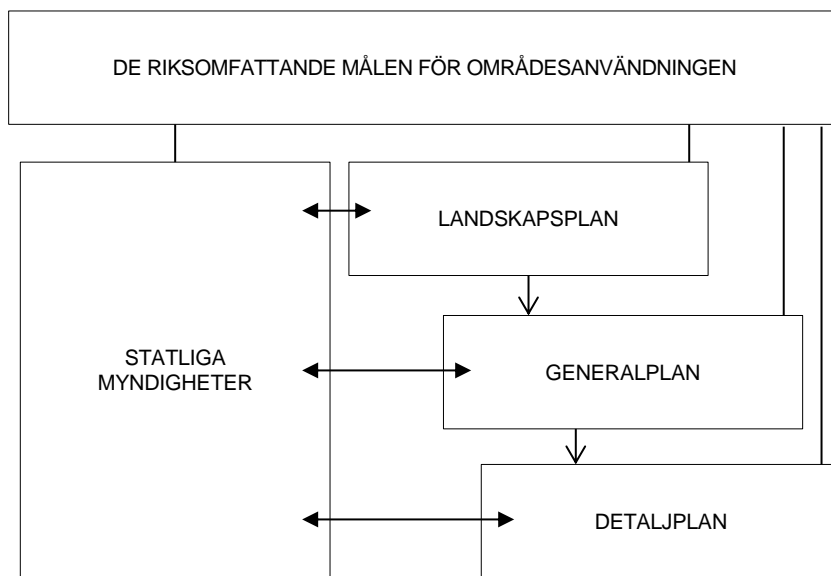 DE RIKSOMFATTANDE MÅLEN FÖR OMRÅDESANVÄNDNINGEN
LANDSKAPSPLAN
STATLIGA
MYNDIGHETER
GENERALPLAN
DETALJPLAN